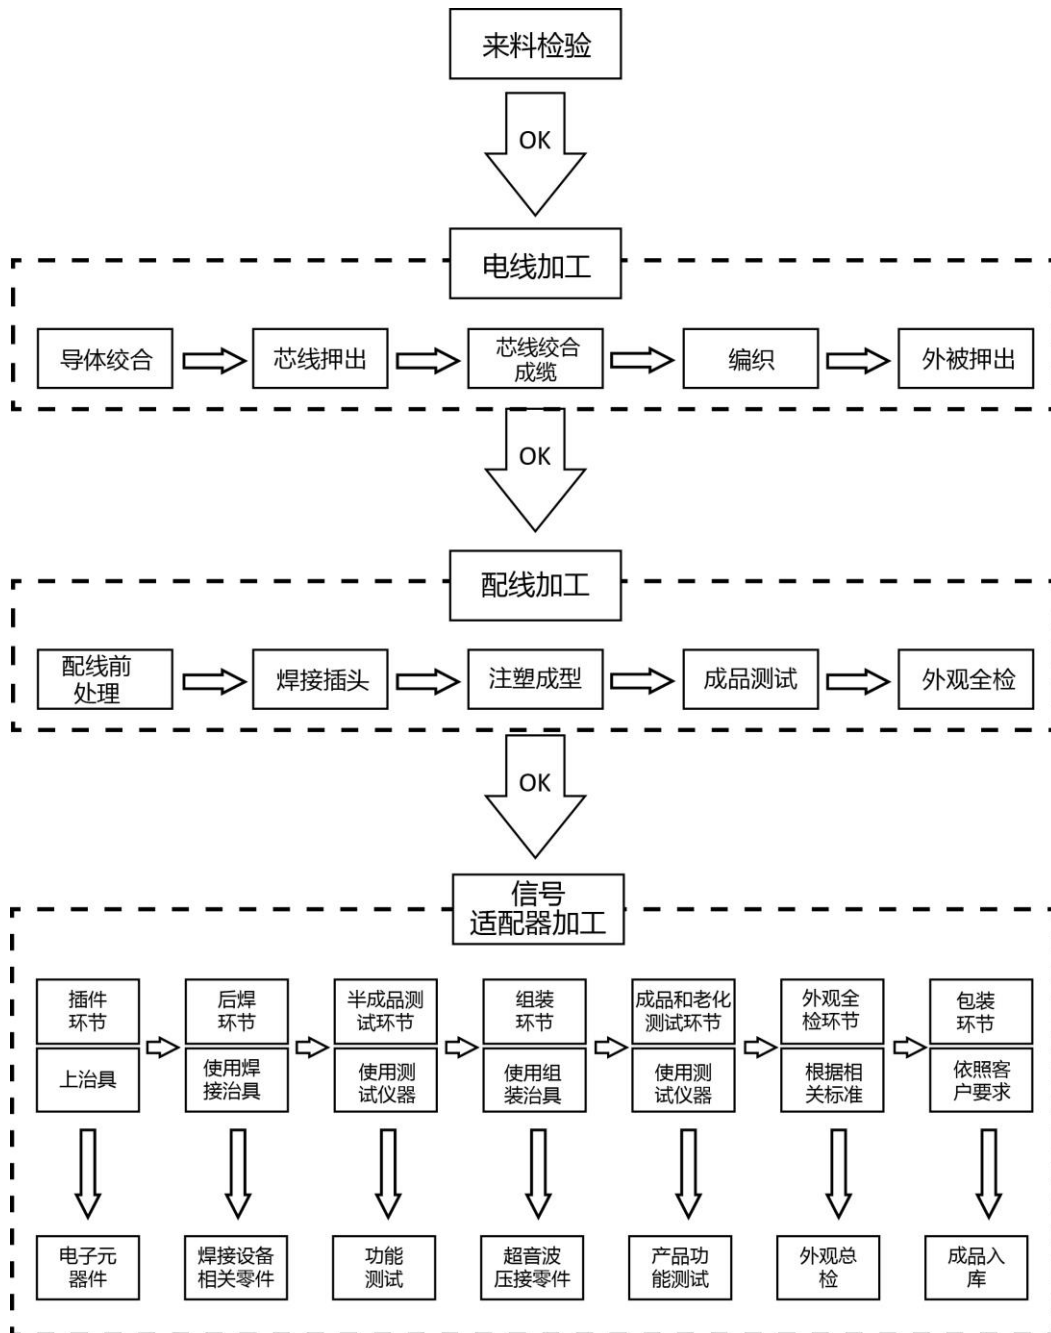 来料检验
OK
电线加工
导体绞合
芯线押出
芯线绞合
成缆
编织
外被押出
OK
配线加工
配线前
处理
焊接插头
注塑成型
成品测试
外观全检
OK
信号
适配器加工
插件
环节
上治具
后焊
环节
使用焊
接治具
半成品测
试环节
使用测
试仪器
组装
环节
使用组
装治具
成品和老化
测试环节
使用测
试仪器
外观全
检环节
根据相
关标准
包装
环节
依照客
户要求
电子元
器件
焊接设备
相关零件
功能
测试
超音波
压接零件
产品功
能测试
外观总
检
成品入
库